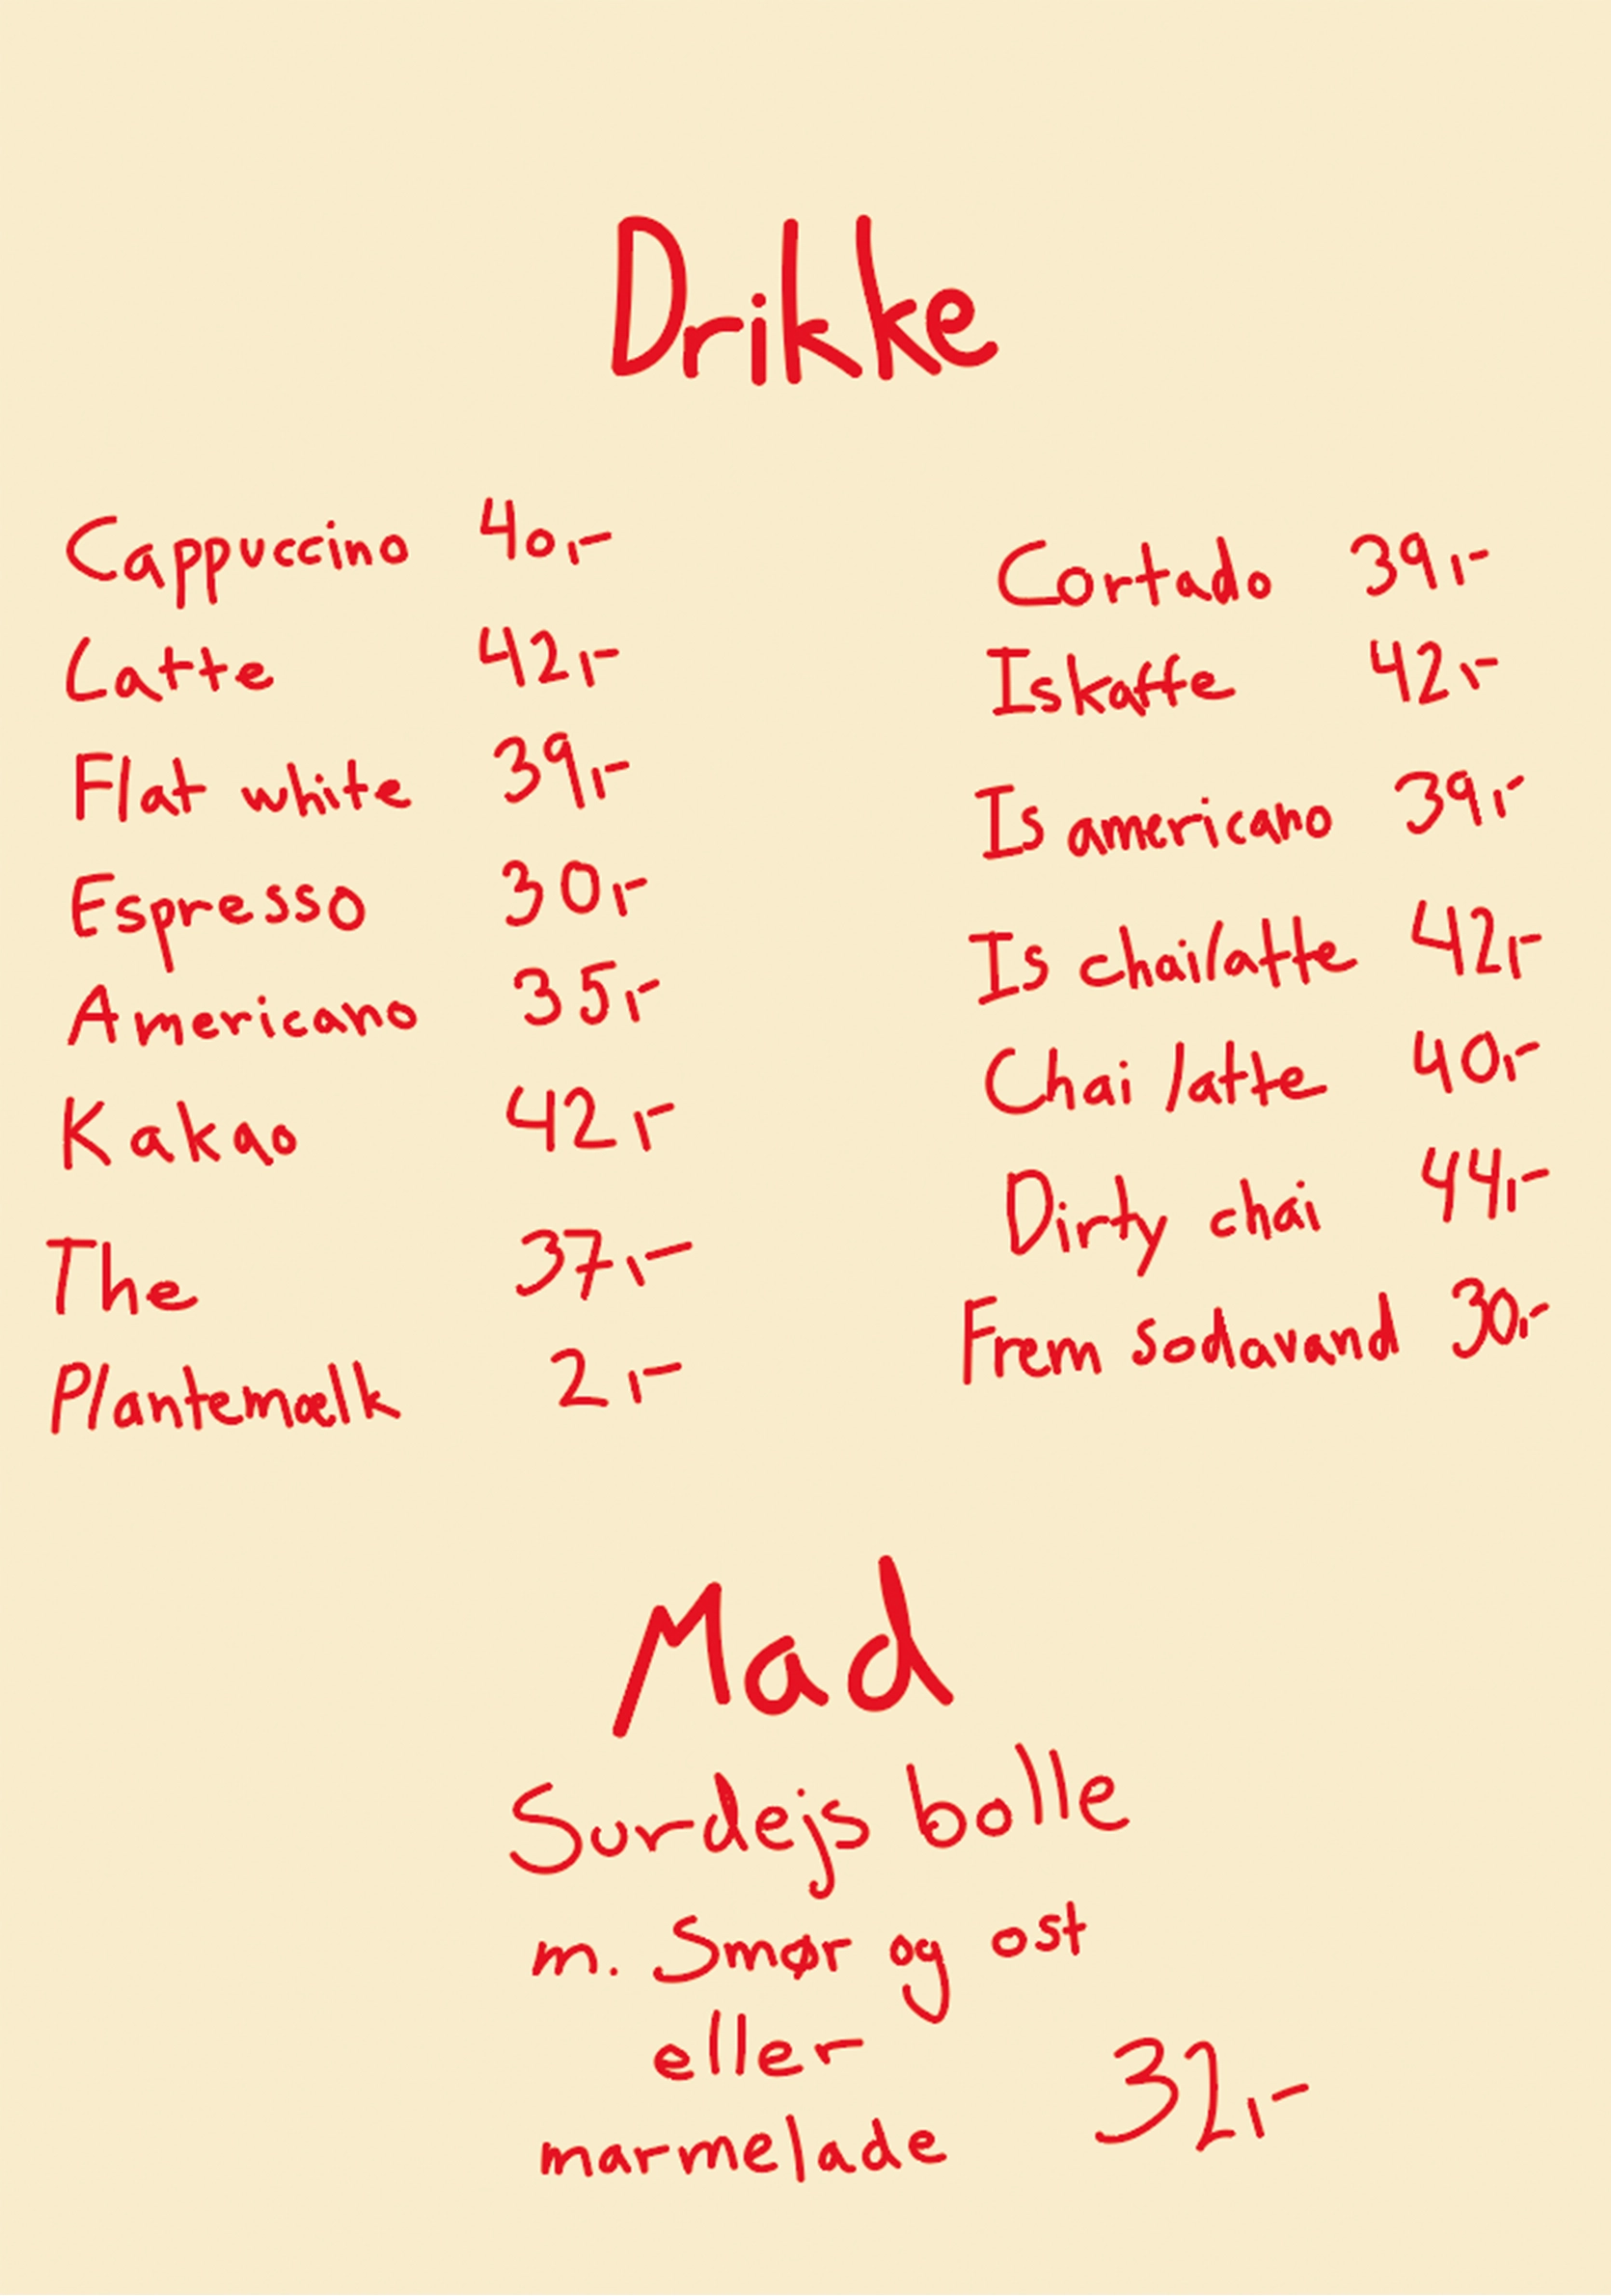 Drikke
Cappuccino 40,-
Latte 42,-
Flat white 39,-
Espresso 30,-
Americano 35,-
Kakao 42,-
The 37,-
Plantemælk 2,-
Cortado 39,-
Iskaffe 42,-
Is americano 39,-
Is chailatte 42,-
Chai latte 40,-
Dirty chai 44,-
Frem sodavand 30,-
Mad
Surdejs bolle
m. Smør og ost
eller
marmelade 32,-